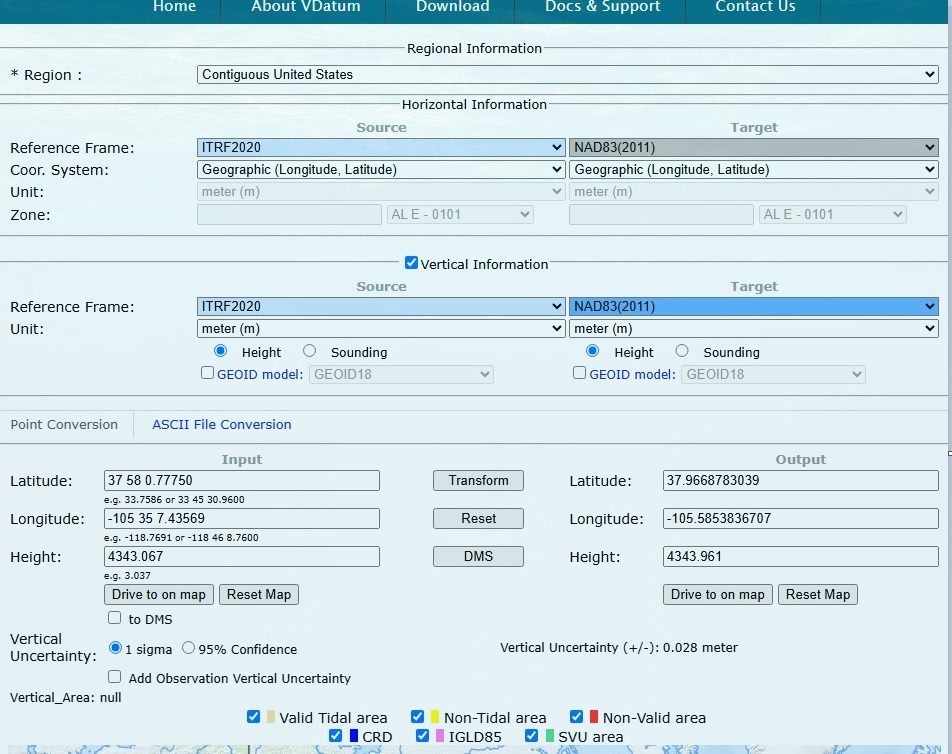 Home About VDatum Download Docs & Support Contact Us
Regional Information
* Region : Contiguous United States
Horizontal Information
Source Target
Reference Frame: ITRF2020 NAD83(2011)
Coor. System: Geographic (Longitude, Latitude) Geographic (Longitude, Latitude)
Unit: meter (m) meter (m)
Zone: AL E - 0101 AL E - 0101
Vertical Information
Source Target
Reference Frame: ITRF2020 NAD83(2011)
Unit: meter (m) meter (m)
Height Sounding Height Sounding
GEOID model: GEOID18 GEOID model: GEOID18
Point Conversion ASCII File Conversion
Input Output
Latitude: 37 58 0.77750 Transform Latitude: 37.9668783039
e.g. 33.7586 or 33 45 30.9600
Longitude: -105 35 7.43569 Reset Longitude: -105.5853836707
e.g. -118.7691 or -118 46 8.7600
Height: 4343.067 DMS Height: 4343.961
e.g. 3.037
Drive to on map Reset Map Drive to on map Reset Map
to DMS
Vertical
Uncertainty: 1 sigma 95% Confidence Vertical Uncertainty (+/-): 0.028 meter
Add Observation Vertical Uncertainty
Vertical_Area: null
Valid Tidal area Non-Tidal area Non-Valid area
CRD IGLD85 SVU area